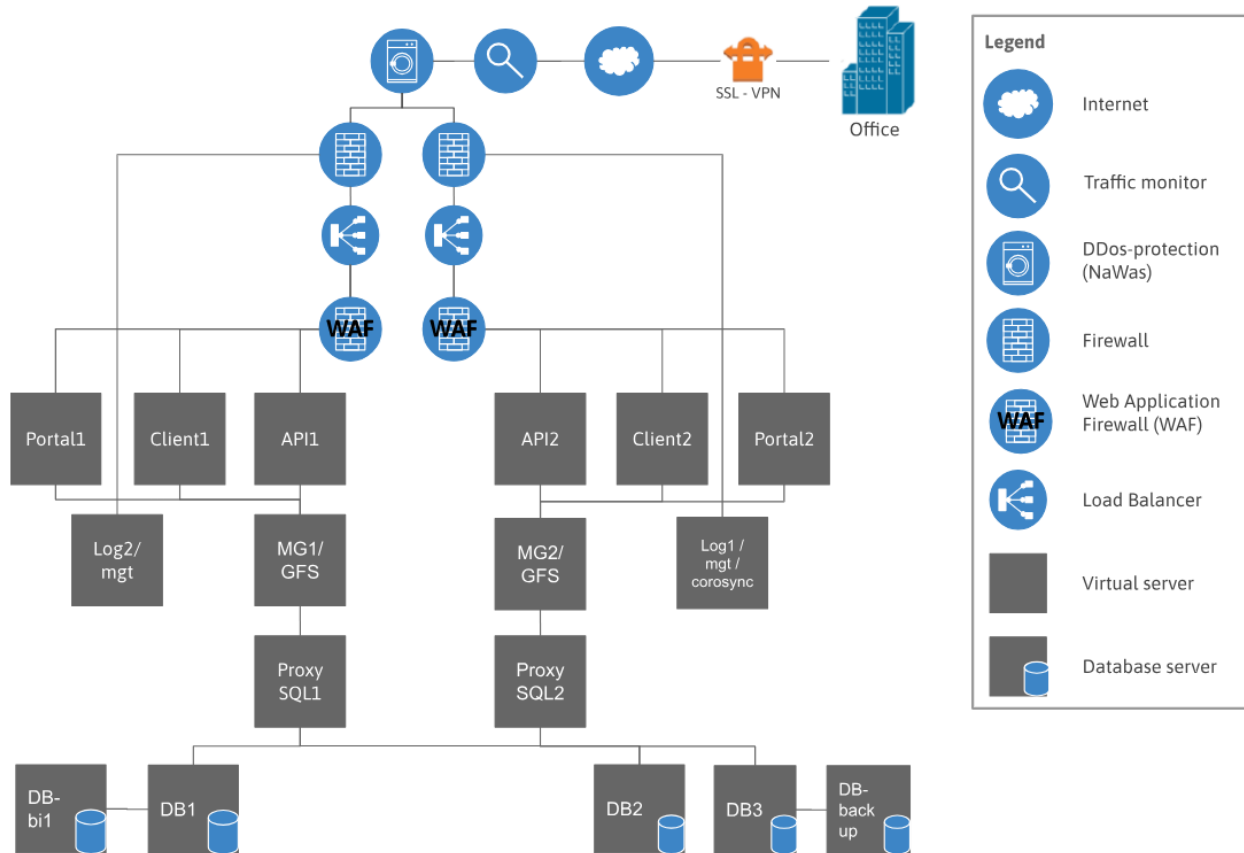 SSL - VPN
Office
WAF
WAF
Portal1
Client1
API1
API2
Client2
Portal2
Log2/
mgt
MG1/
GFS
MG2/
GFS
Log1 /
mgt /
corosync
Proxy
SQL1
Proxy
SQL2
DB-
bi1
DB1
DB2
DB3
DB-
back
up
Legend
Internet
Traffic monitor
DDos-protection
(NaWas)
Firewall
WAF
Web Application
Firewall (WAF)
Load Balancer
Virtual server
Database server